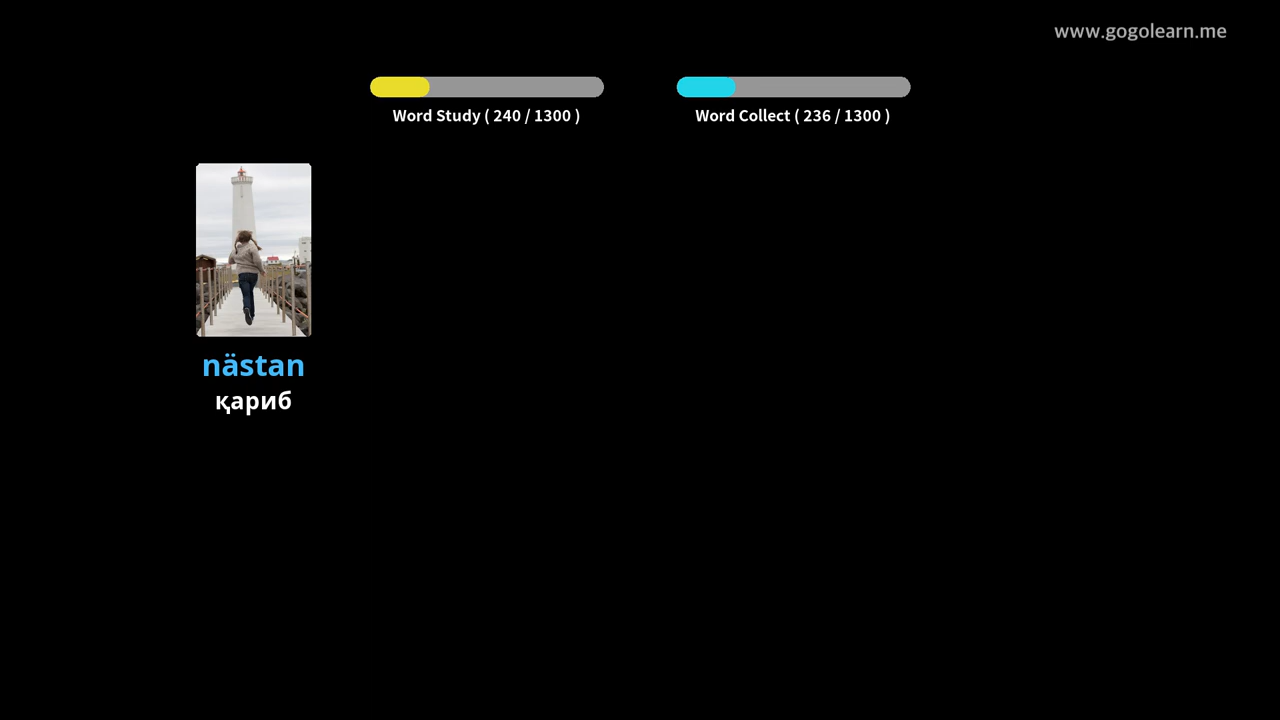 www.gogolearn.me
Word Study ( 240 / 1300 )
Word Collect ( 236 / 1300 )
nästan
қариб